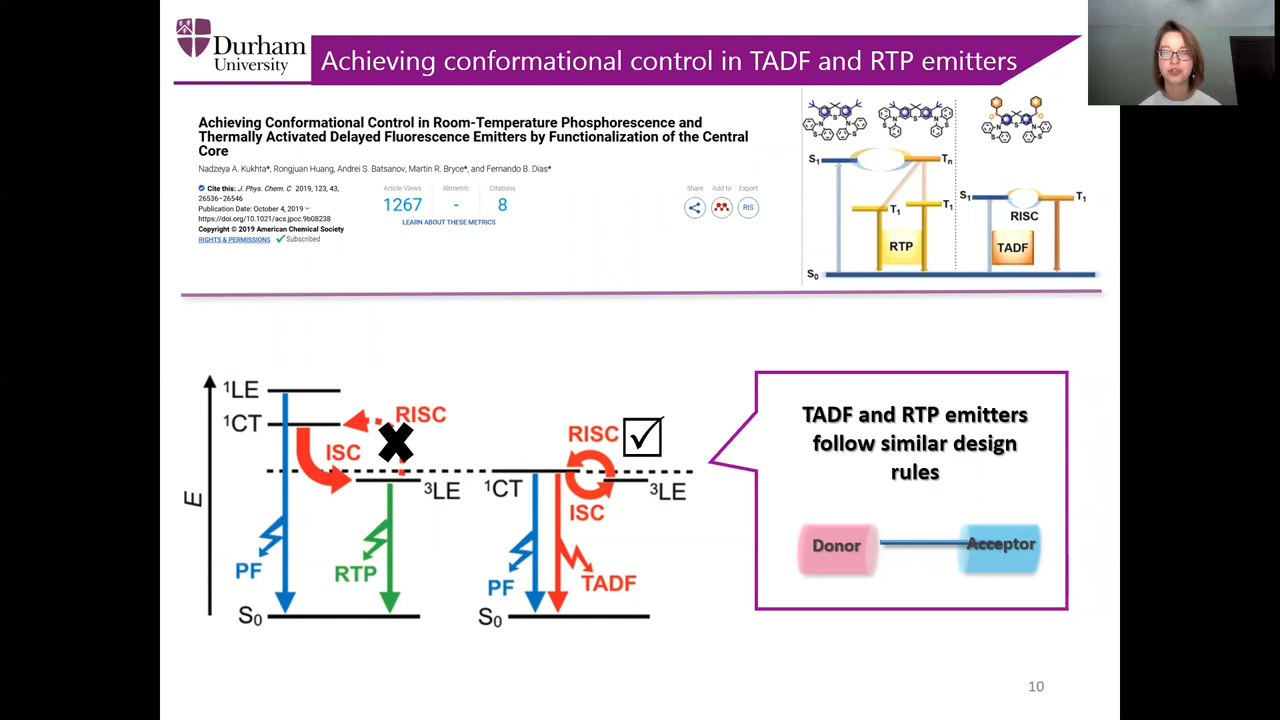 Durham
University
Achieving conformational control in TADF and RTP emitters
Achieving Conformational Control in Room-Temperature Phosphorescence and
Thermally Activated Delayed Fluorescence Emitters by Functionalization of the Central
Core
Nadzeya A. Kukhta*, Rongjuan Huang, Andrei S. Batsanov, Martin R. Bryce*, and Fernando B. Dias*
Cite this: J. Phys. Chem. C 2019, 123, 43,
26536–26546
Publication Date: October 4, 2019
https://doi.org/10.1021/acs.jpcc.9b08238
Copyright © 2019 American Chemical Society
RIGHTS & PERMISSIONS Subscribed
Article Views Altmetric Citations
1267 - 8
LEARN ABOUT THESE METRICS
Share Add to Export
RIS
S1 Tn
T1 T1
RTP
S0
S1 T1
RISC
TADF
E
¹LE
¹CT
RISC
ISC
³LE
PF
RTP
S₀
RISC
¹CT
³LE
ISC
PF
TADF
S₀
TADF and RTP emitters
follow similar design
rules
Donor Acceptor
10